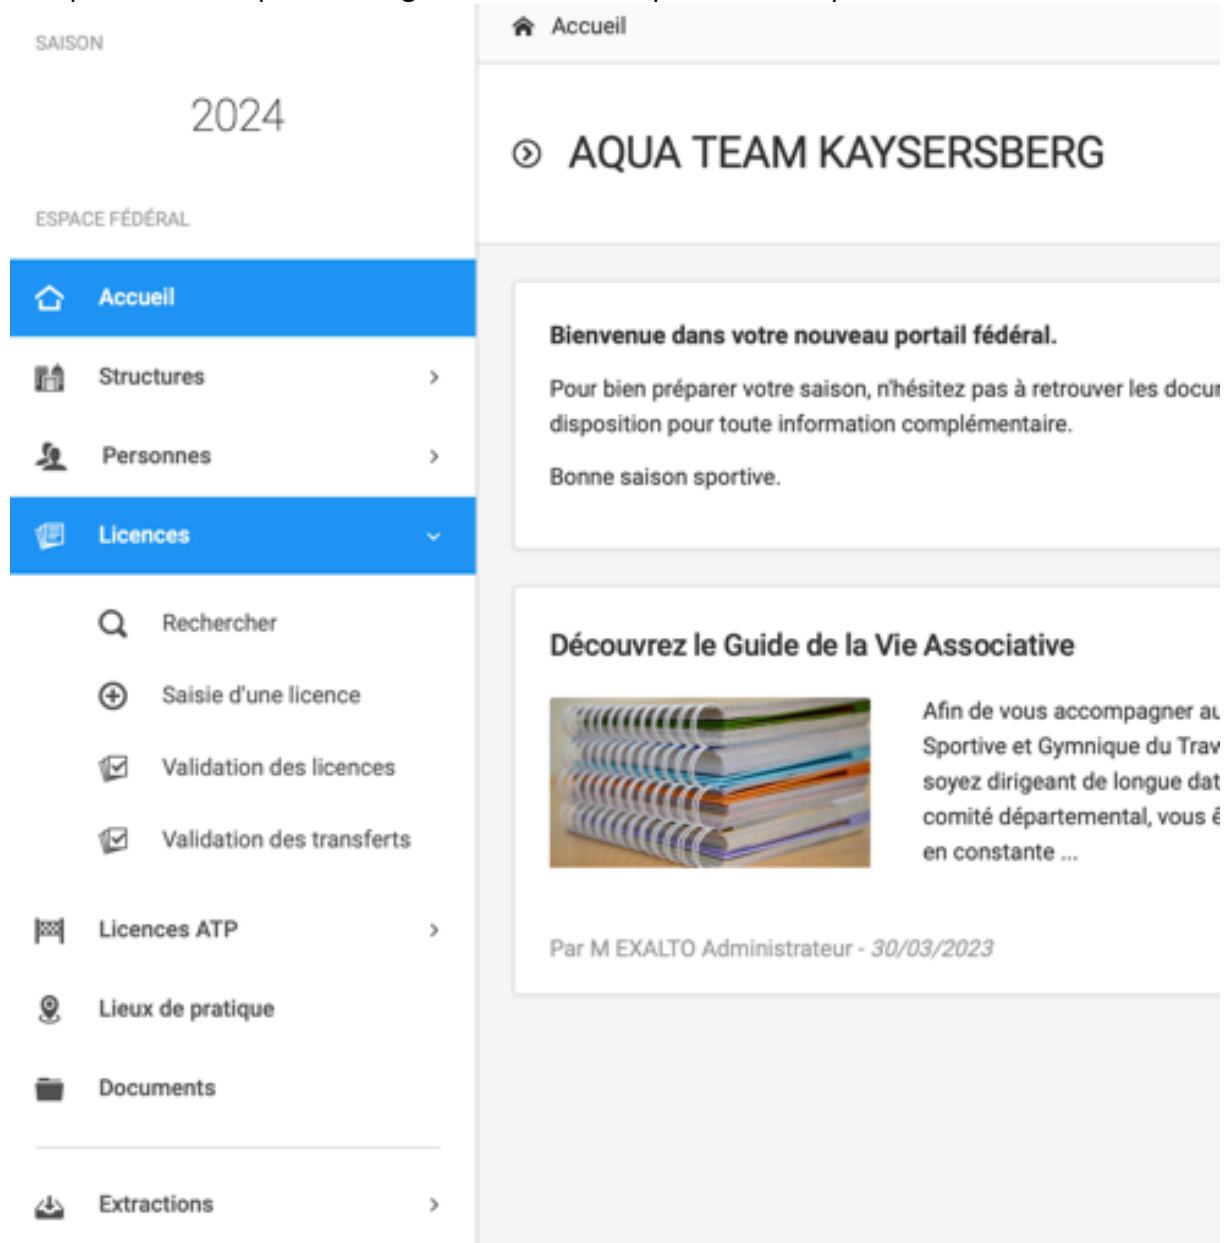 SAISON
2024
ESPACE FÉDÉRAL
Accueil
Structures
Personnes
Licences
Rechercher
Saisie d'une licence
Validation des licences
Validation des transferts
Licences ATP
Lieux de pratique
Documents
Extractions
Accueil
AQUA TEAM KAYSERSBERG
Bienvenue dans votre nouveau portail fédéral.
Pour bien préparer votre saison, n'hésitez pas à retrouver les
disposition pour toute information complémentaire.
Bonne saison sportive.
Découvrez le Guide de la Vie Associative
Afin de vous accompagner
Sportive et Gymnique du
soyez dirigeant de longue
comité départemental, vous
en constante ...
Par M EXALTO Administrateur - 30/03/2023